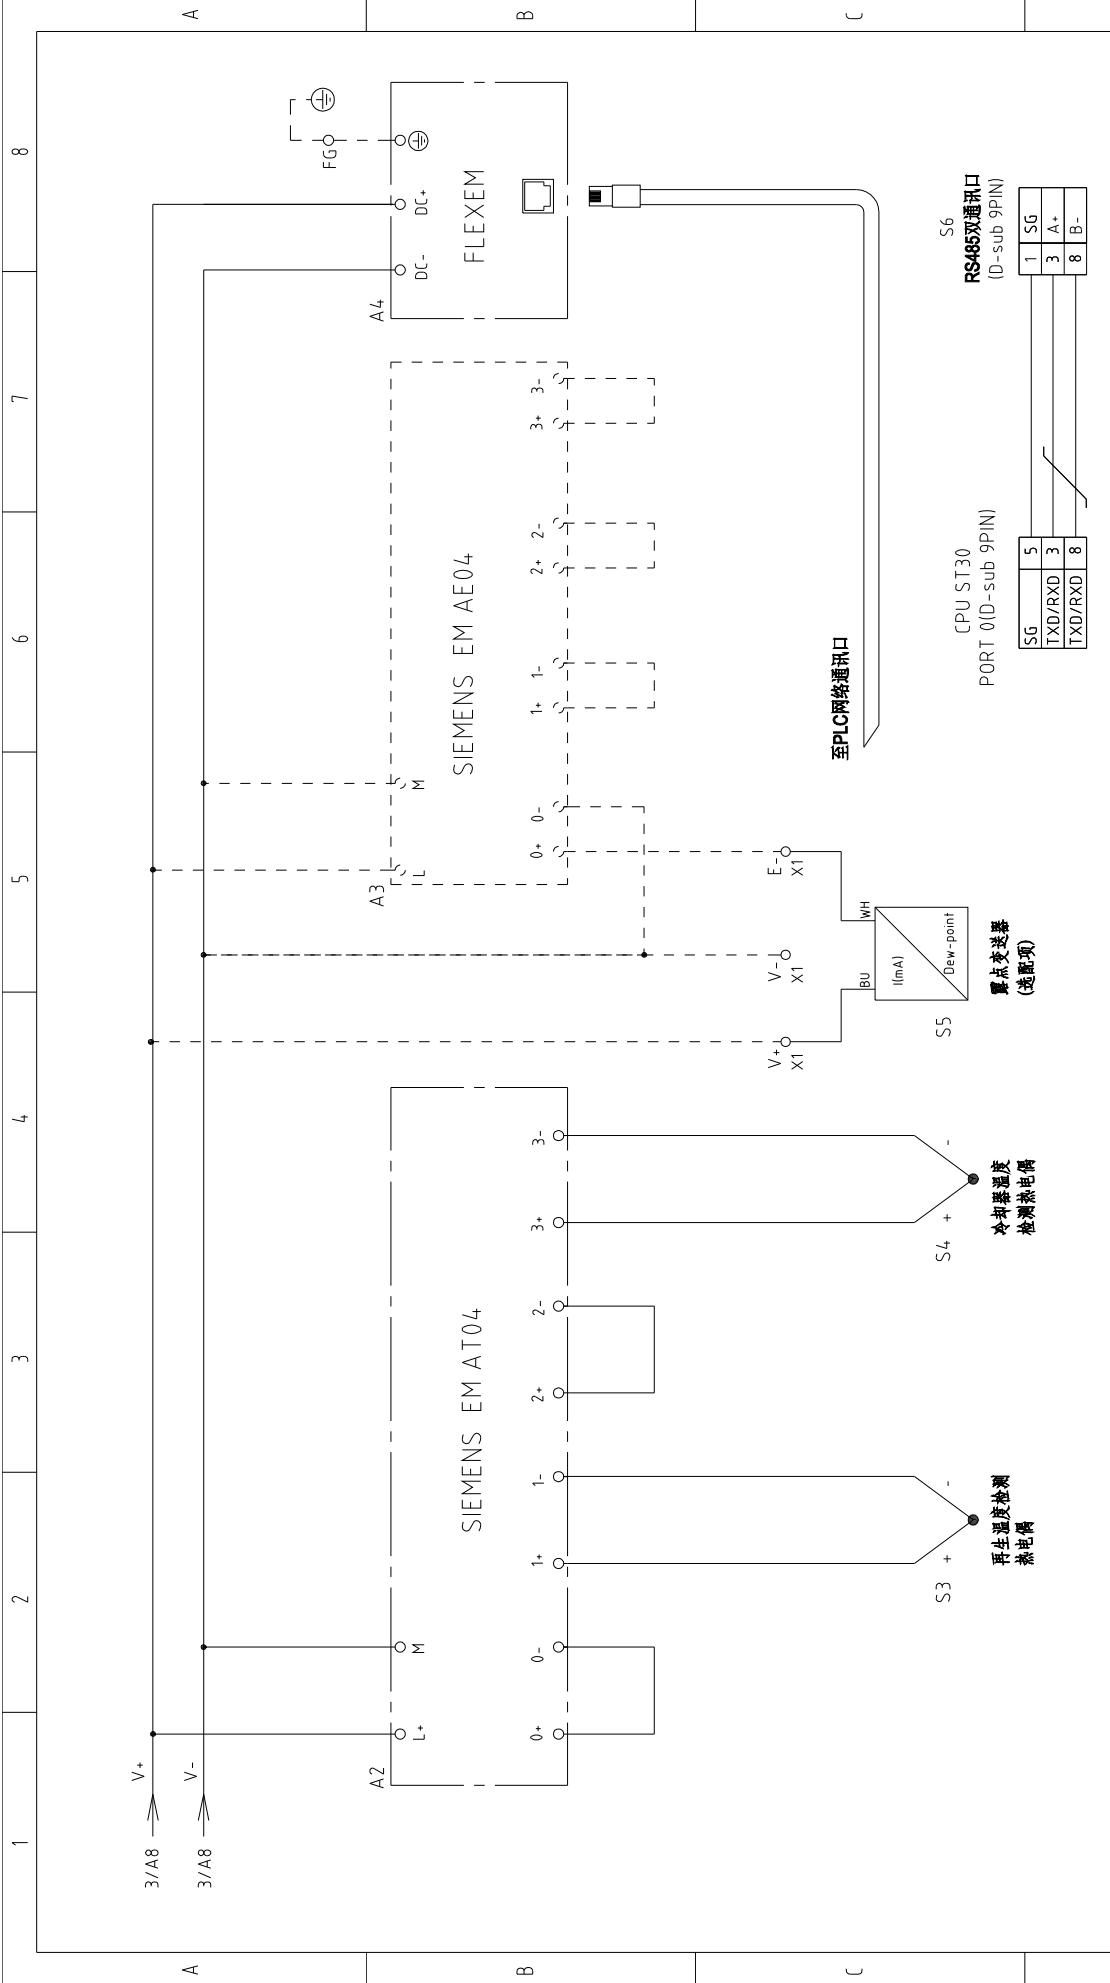 1 2 3 4 5 6 7 8
A
A
3/A8
V+
3/A8
V-
FG
A2
L+
M
SIEMENS EM AT04
0+ 0- 1+ 1- 2+ 2- 3+ 3-
A3
L
M
SIEMENS EM AE04
0+ 0- 1+ 1- 2+ 2- 3+ 3-
A4
DC-
DC+
FLEXEM
B
B
V+
X1
V-
X1
E-
X1
至PLC网络通讯口
C
C
S3
+
-
再生温度检测
热电偶
S4
+
-
冷却器温度
检测热电偶
S5
BU
WH
I(mA)
Dew-point
露点变送器
(选配项)
CPU ST30
PORT 0(D-sub 9PIN)
SG 5
TXD/RXD 3
TXD/RXD 8
S6
RS485双通讯口
(D-sub 9PIN)
1 SG
3 A+
8 B-